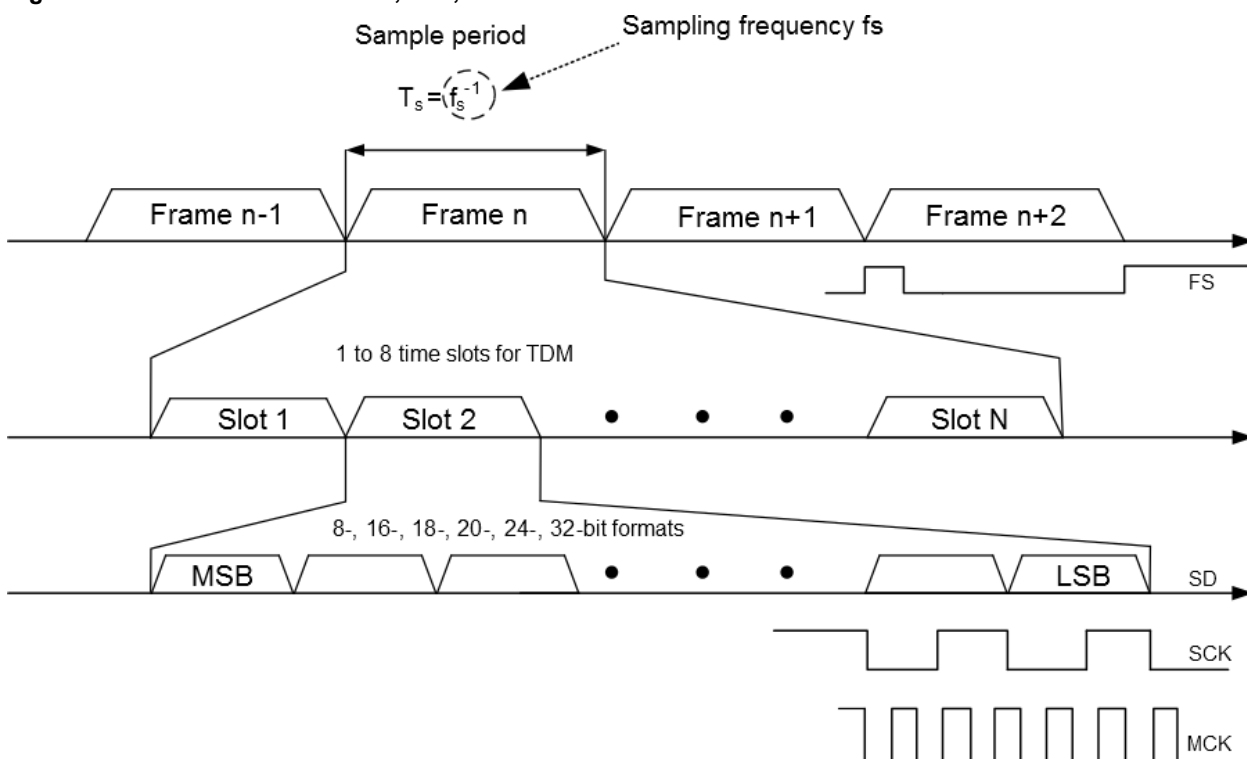 Sample period
Sampling frequency fs
Tₛ=fₛ⁻¹
Frame n-1
Frame n
Frame n+1
Frame n+2
FS
1 to 8 time slots for TDM
Slot 1
Slot 2
• • •
Slot N
8-, 16-, 18-, 20-, 24-, 32-bit formats
MSB
• • •
LSB
SD
SCK
MCK